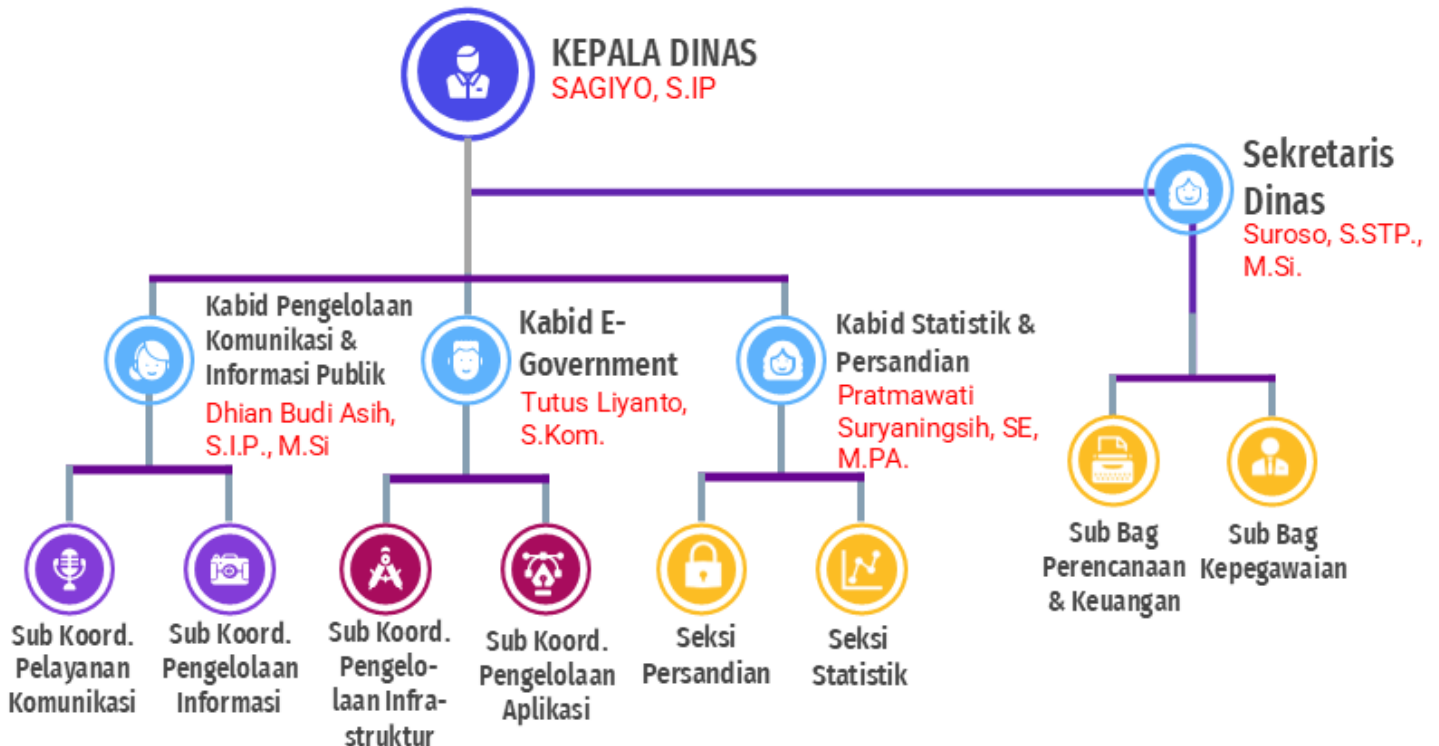 KEPALA DINAS
SAGIYO, S.IP
Sekretaris
Dinas
Suroso, S.STP.,
M.Si.
Kabid Pengelolaan
Komunikasi &
Informasi Publik
Dhian Budi Asih,
S.I.P., M.Si
Kabid E-
Government
Tutus Liyanto,
S.Kom.
Kabid Statistik &
Persandian
Pratmawati
Suryaningsih, SE,
M.PA.
Sub Koord.
Pelayanan
Komunikasi
Sub Koord.
Pengelolaan
Informasi
Sub Koord.
Pengelo-
laan Infra-
struktur
Sub Koord.
Pengelolaan
Aplikasi
Seksi
Persandian
Seksi
Statistik
Sub Bag
Perencanaan
& Keuangan
Sub Bag
Kepegawaian